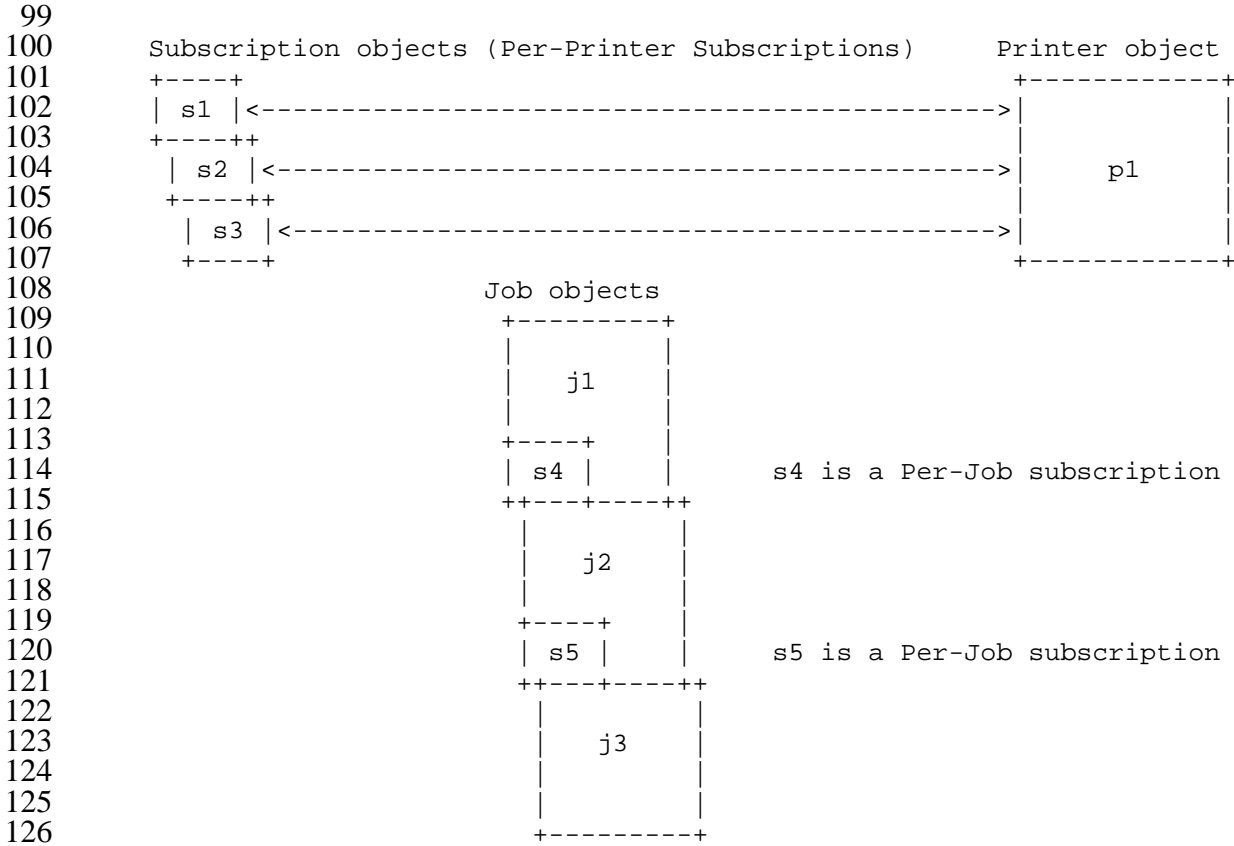 99
100 Subscription objects (Per-Printer Subscriptions) Printer object
101 +----+ +------------+
102 | s1 |<---------------------------------------------->| |
103 +----++ | |
104 | s2 |<--------------------------------------------->| p1 |
105 +----++ | |
106 | s3 |<-------------------------------------------->| |
107 +----+ +------------+
108 Job objects
109 +---------+
110 | |
111 | j1 |
112 | |
113 +----+ |
114 | s4 | | s4 is a Per-Job subscription
115 ++---+----++
116 | |
117 | j2 |
118 | |
119 +----+ |
120 | s5 | | s5 is a Per-Job subscription
121 ++---+----++
122 | |
123 | j3 |
124 | |
125 | |
126 +---------+